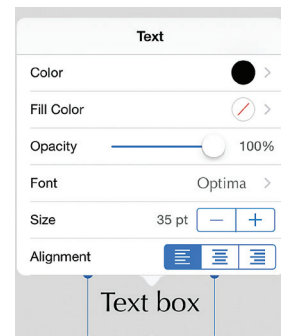 Text
Color
Fill Color
Opacity 100%
Font Optima
Size 35 pt
Alignment
Text box